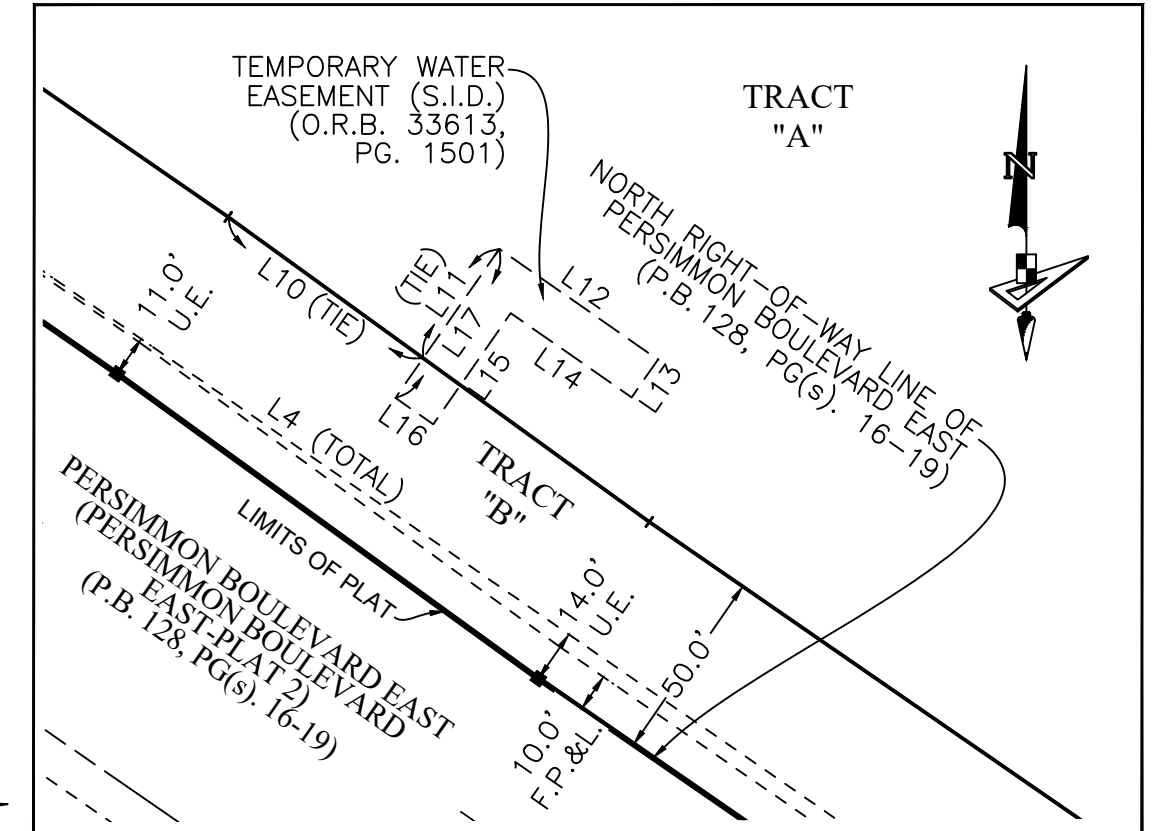 TEMPORARY WATER
EASEMENT (S.I.D.)
(O.R.B. 33613,
PG. 1501)
TRACT
"A"
N
NORTH RIGHT-OF-WAY LINE OF
PERSIMMON BOULEVARD EAST
(P.B. 128, PG(s). 16-19)
11.0'
U.E.
L10 (TIE)
(TIE)
L11
L17
L12
L13
L14
L15
L16
L4 (TOTAL)
TRACT
"B"
LIMITS OF PLAT
PERSIMMON BOULEVARD EAST
(PERSIMMON BOULEVARD
EAST-PLAT 2)
(P.B. 128, PG(s). 16-19)
14.0'
U.E.
50.0'
10.0'
F.P.&L.